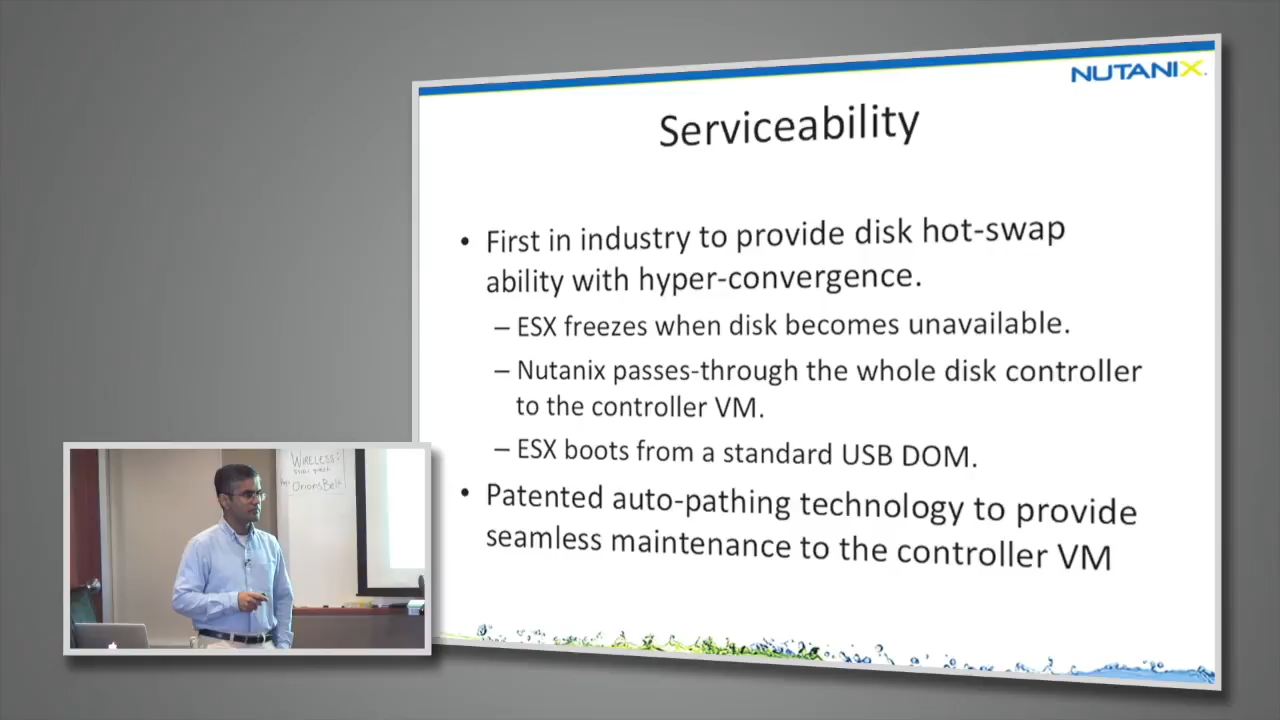 NUTANIX
Serviceability
• First in industry to provide disk hot-swap
ability with hyper-convergence.
– ESX freezes when disk becomes unavailable.
– Nutanix passes-through the whole disk controller
to the controller VM.
– ESX boots from a standard USB DOM.
• Patented auto-pathing technology to provide
seamless maintenance to the controller VM
WIRELESS:
OrionsBelt